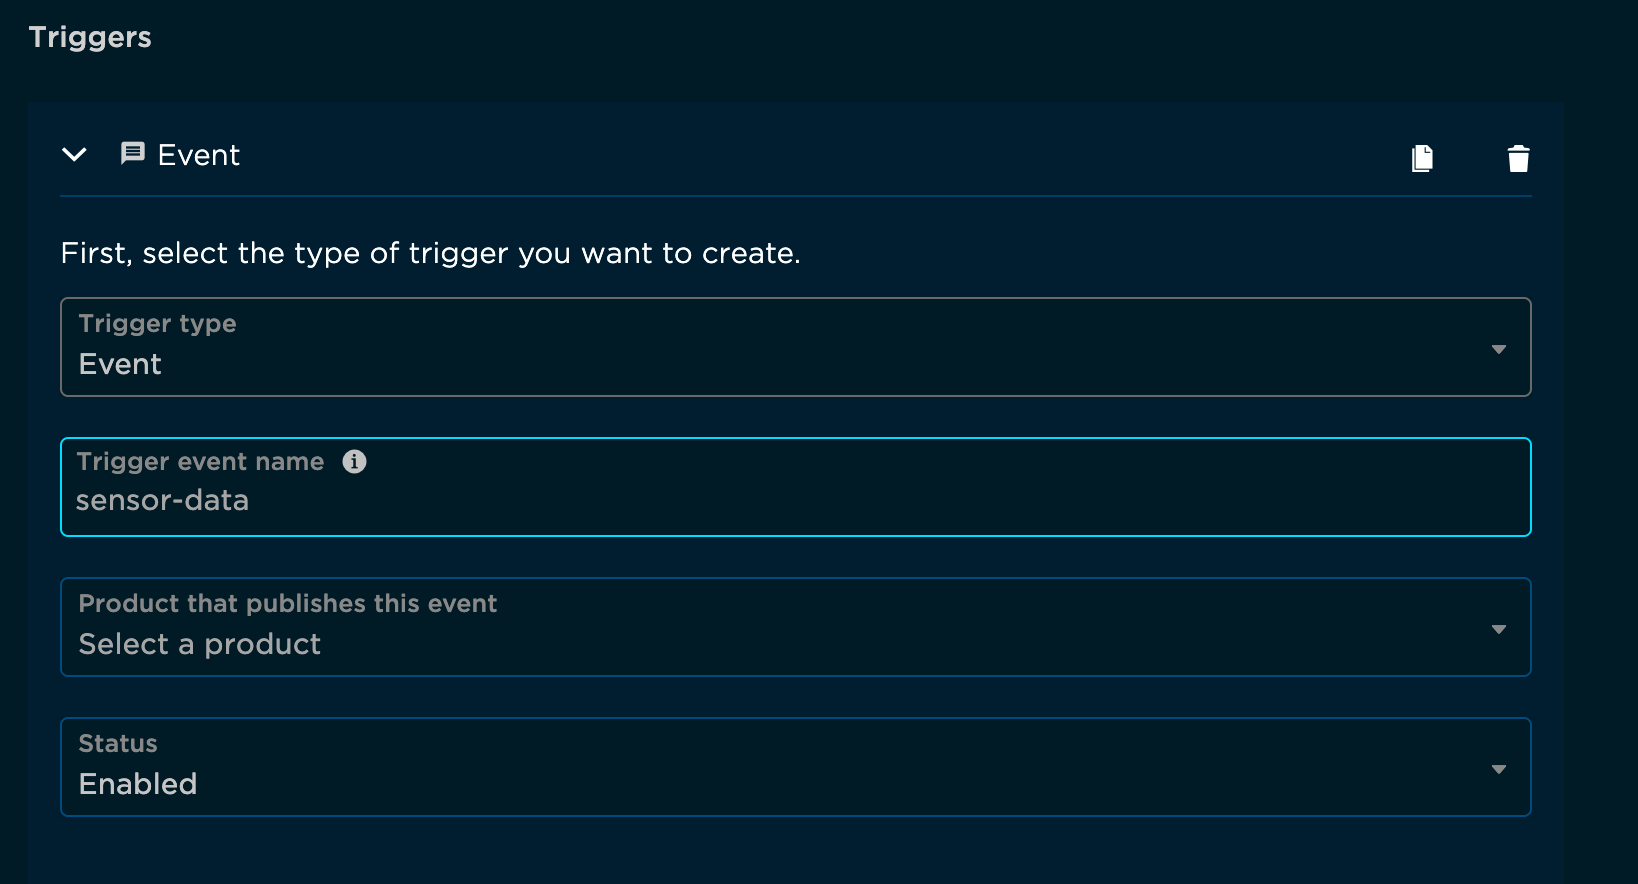 Triggers
Event
First, select the type of trigger you want to create.
Trigger type
Event
Trigger event name
sensor-data
Product that publishes this event
Select a product
Status
Enabled